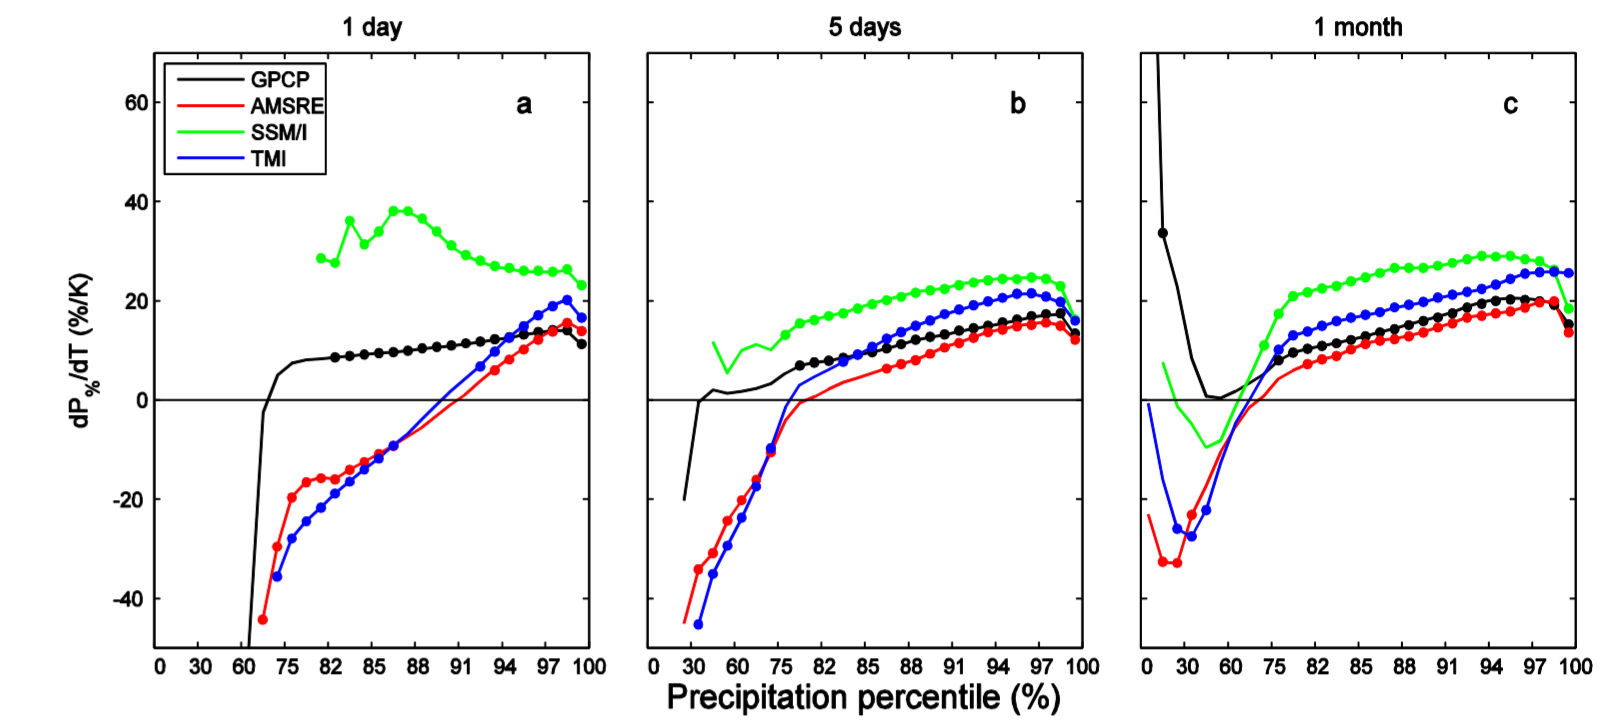 1 day
5 days
1 month
GPCP
AMSRE
SSM/I
TMI
a
b
c
60
40
20
0
-20
-40
dP%/dT (%/K)
0 30 60 75 82 85 88 91 94 97 100
0 30 60 75 82 85 88 91 94 97 100
0 30 60 75 82 85 88 91 94 97 100
Precipitation percentile (%)